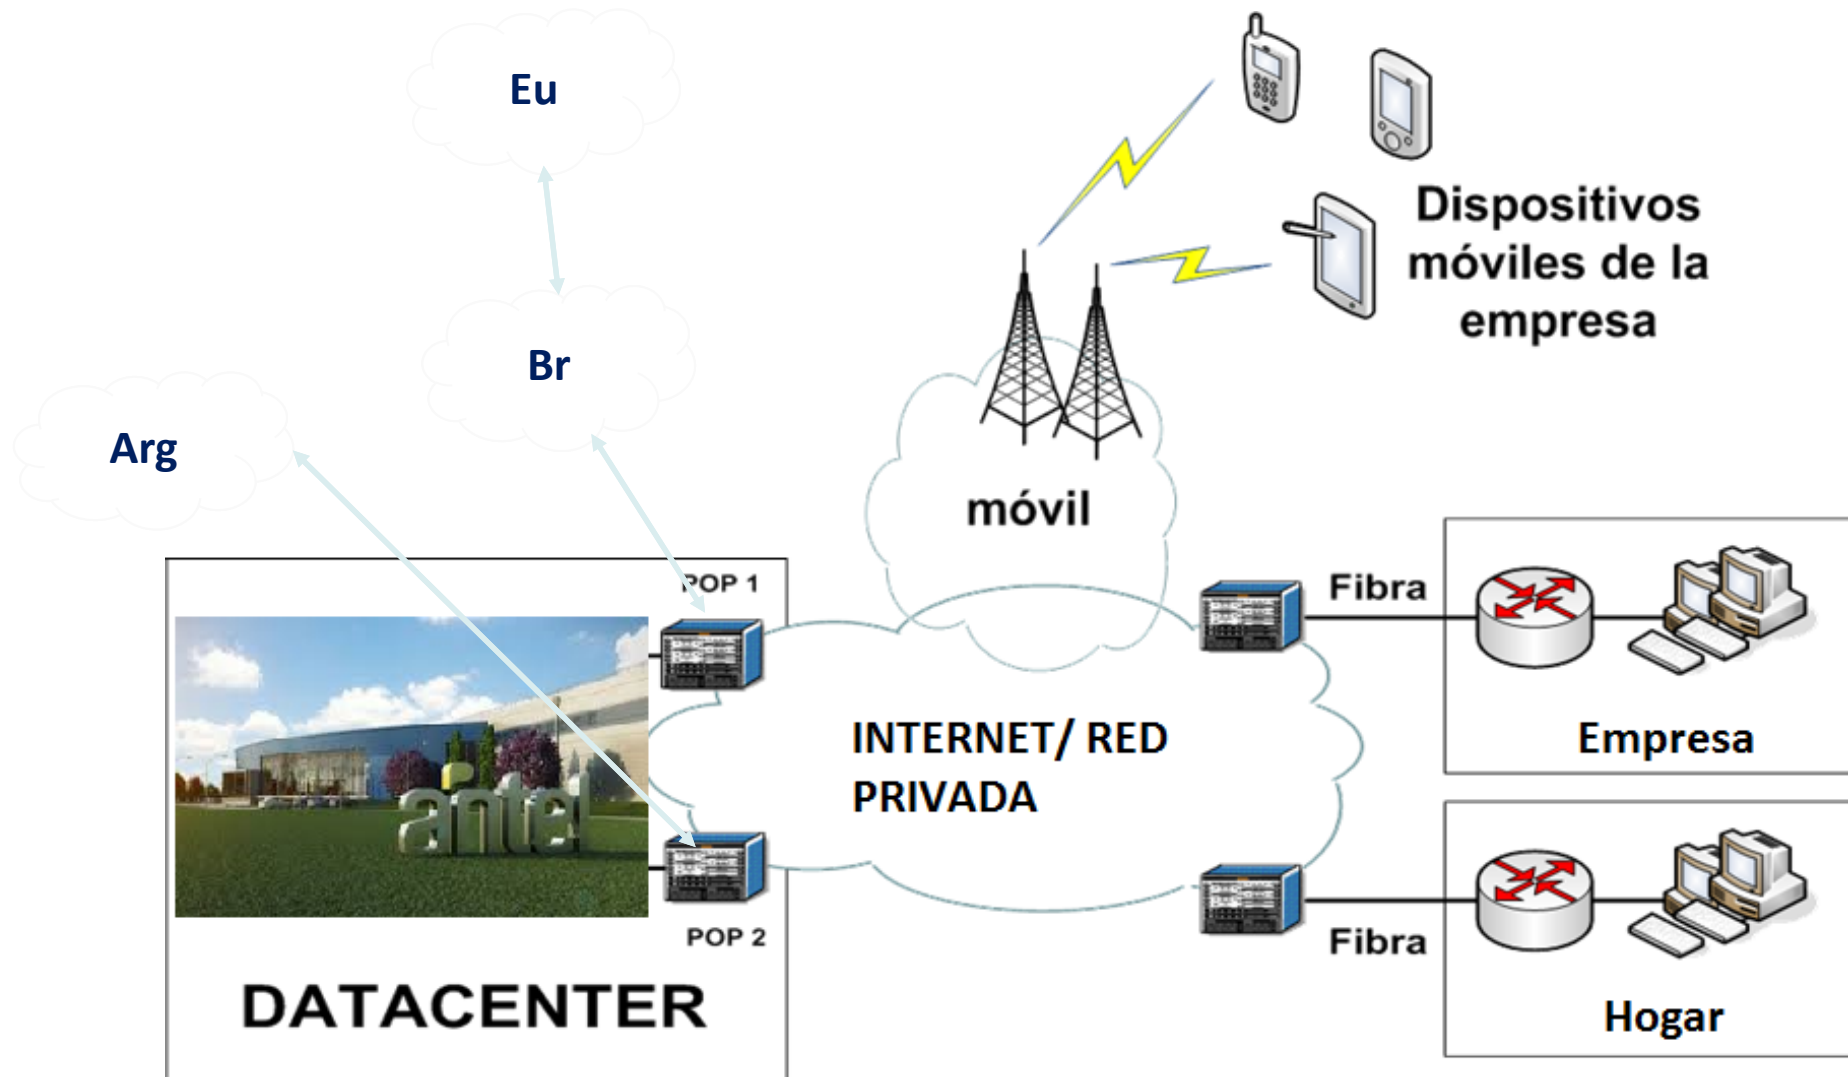 Eu
Br
Arg
Dispositivos
móviles de la
empresa
móvil
POP 1
Fibra
antel
INTERNET/ RED
PRIVADA
Empresa
POP 2
Fibra
DATACENTER
Hogar